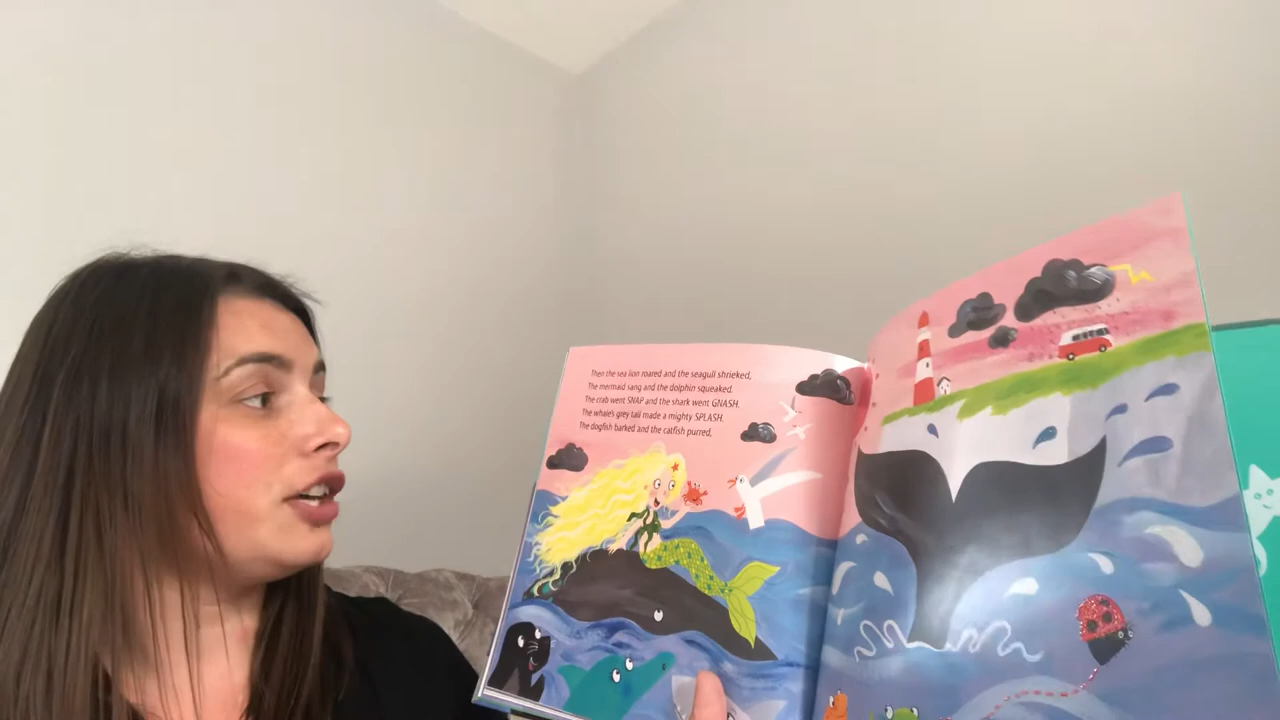 Then the sea lion roared and the seagull shrieked,
The mermaid sang and the dolphin squeaked.
The crab went SNAP and the shark went GNASH.
The whale's grey tail made a mighty SPLASH.
The dogfish barked and the catfish purred,